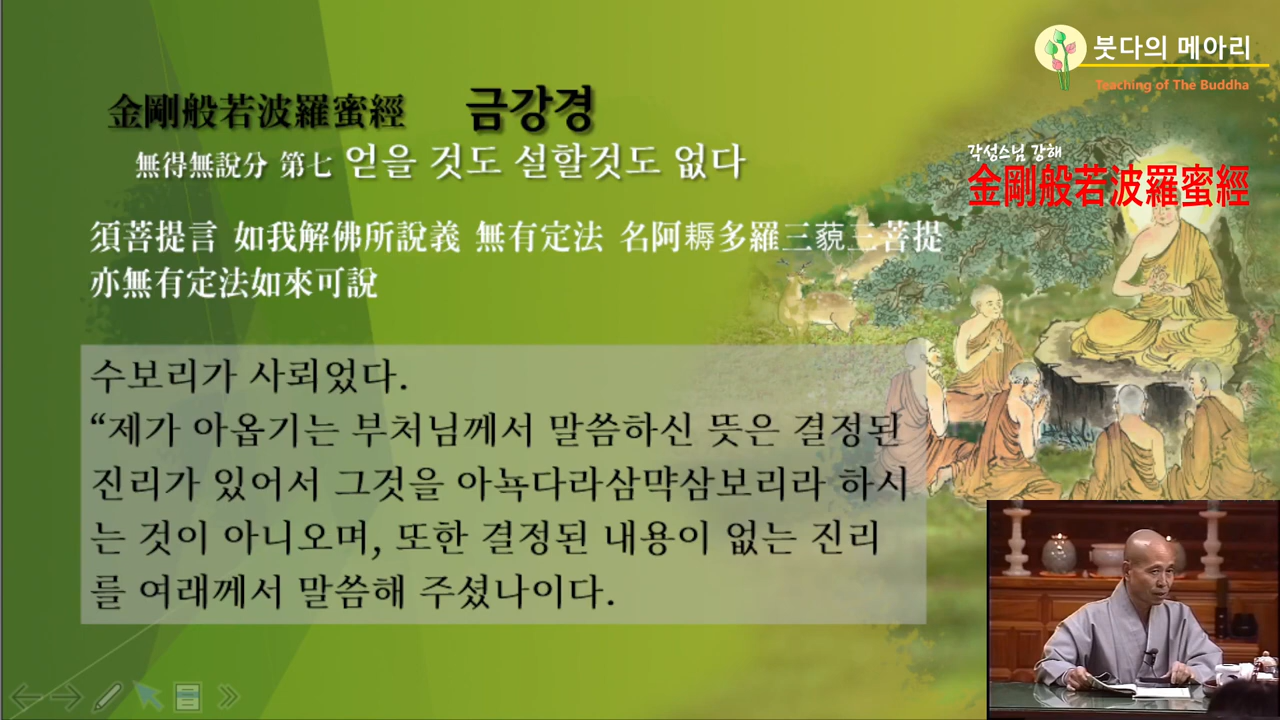 붓다의 메아리
Teaching of The Buddha
각성스님 강해
金剛般若波羅蜜經
金剛般若波羅蜜經 금강경
無得無說分 第七 얻을 것도 설할것도 없다
須菩提言 如我解佛所說義 無有定法 名阿耨多羅三藐三菩提
亦無有定法如來可說
수보리가 사뢰었다.
“제가 아옵기는 부처님께서 말씀하신 뜻은 결정된
진리가 있어서 그것을 아뇩다라삼먁삼보리라 하시
는 것이 아니오며, 또한 결정된 내용이 없는 진리
를 여래께서 말씀해 주셨나이다.